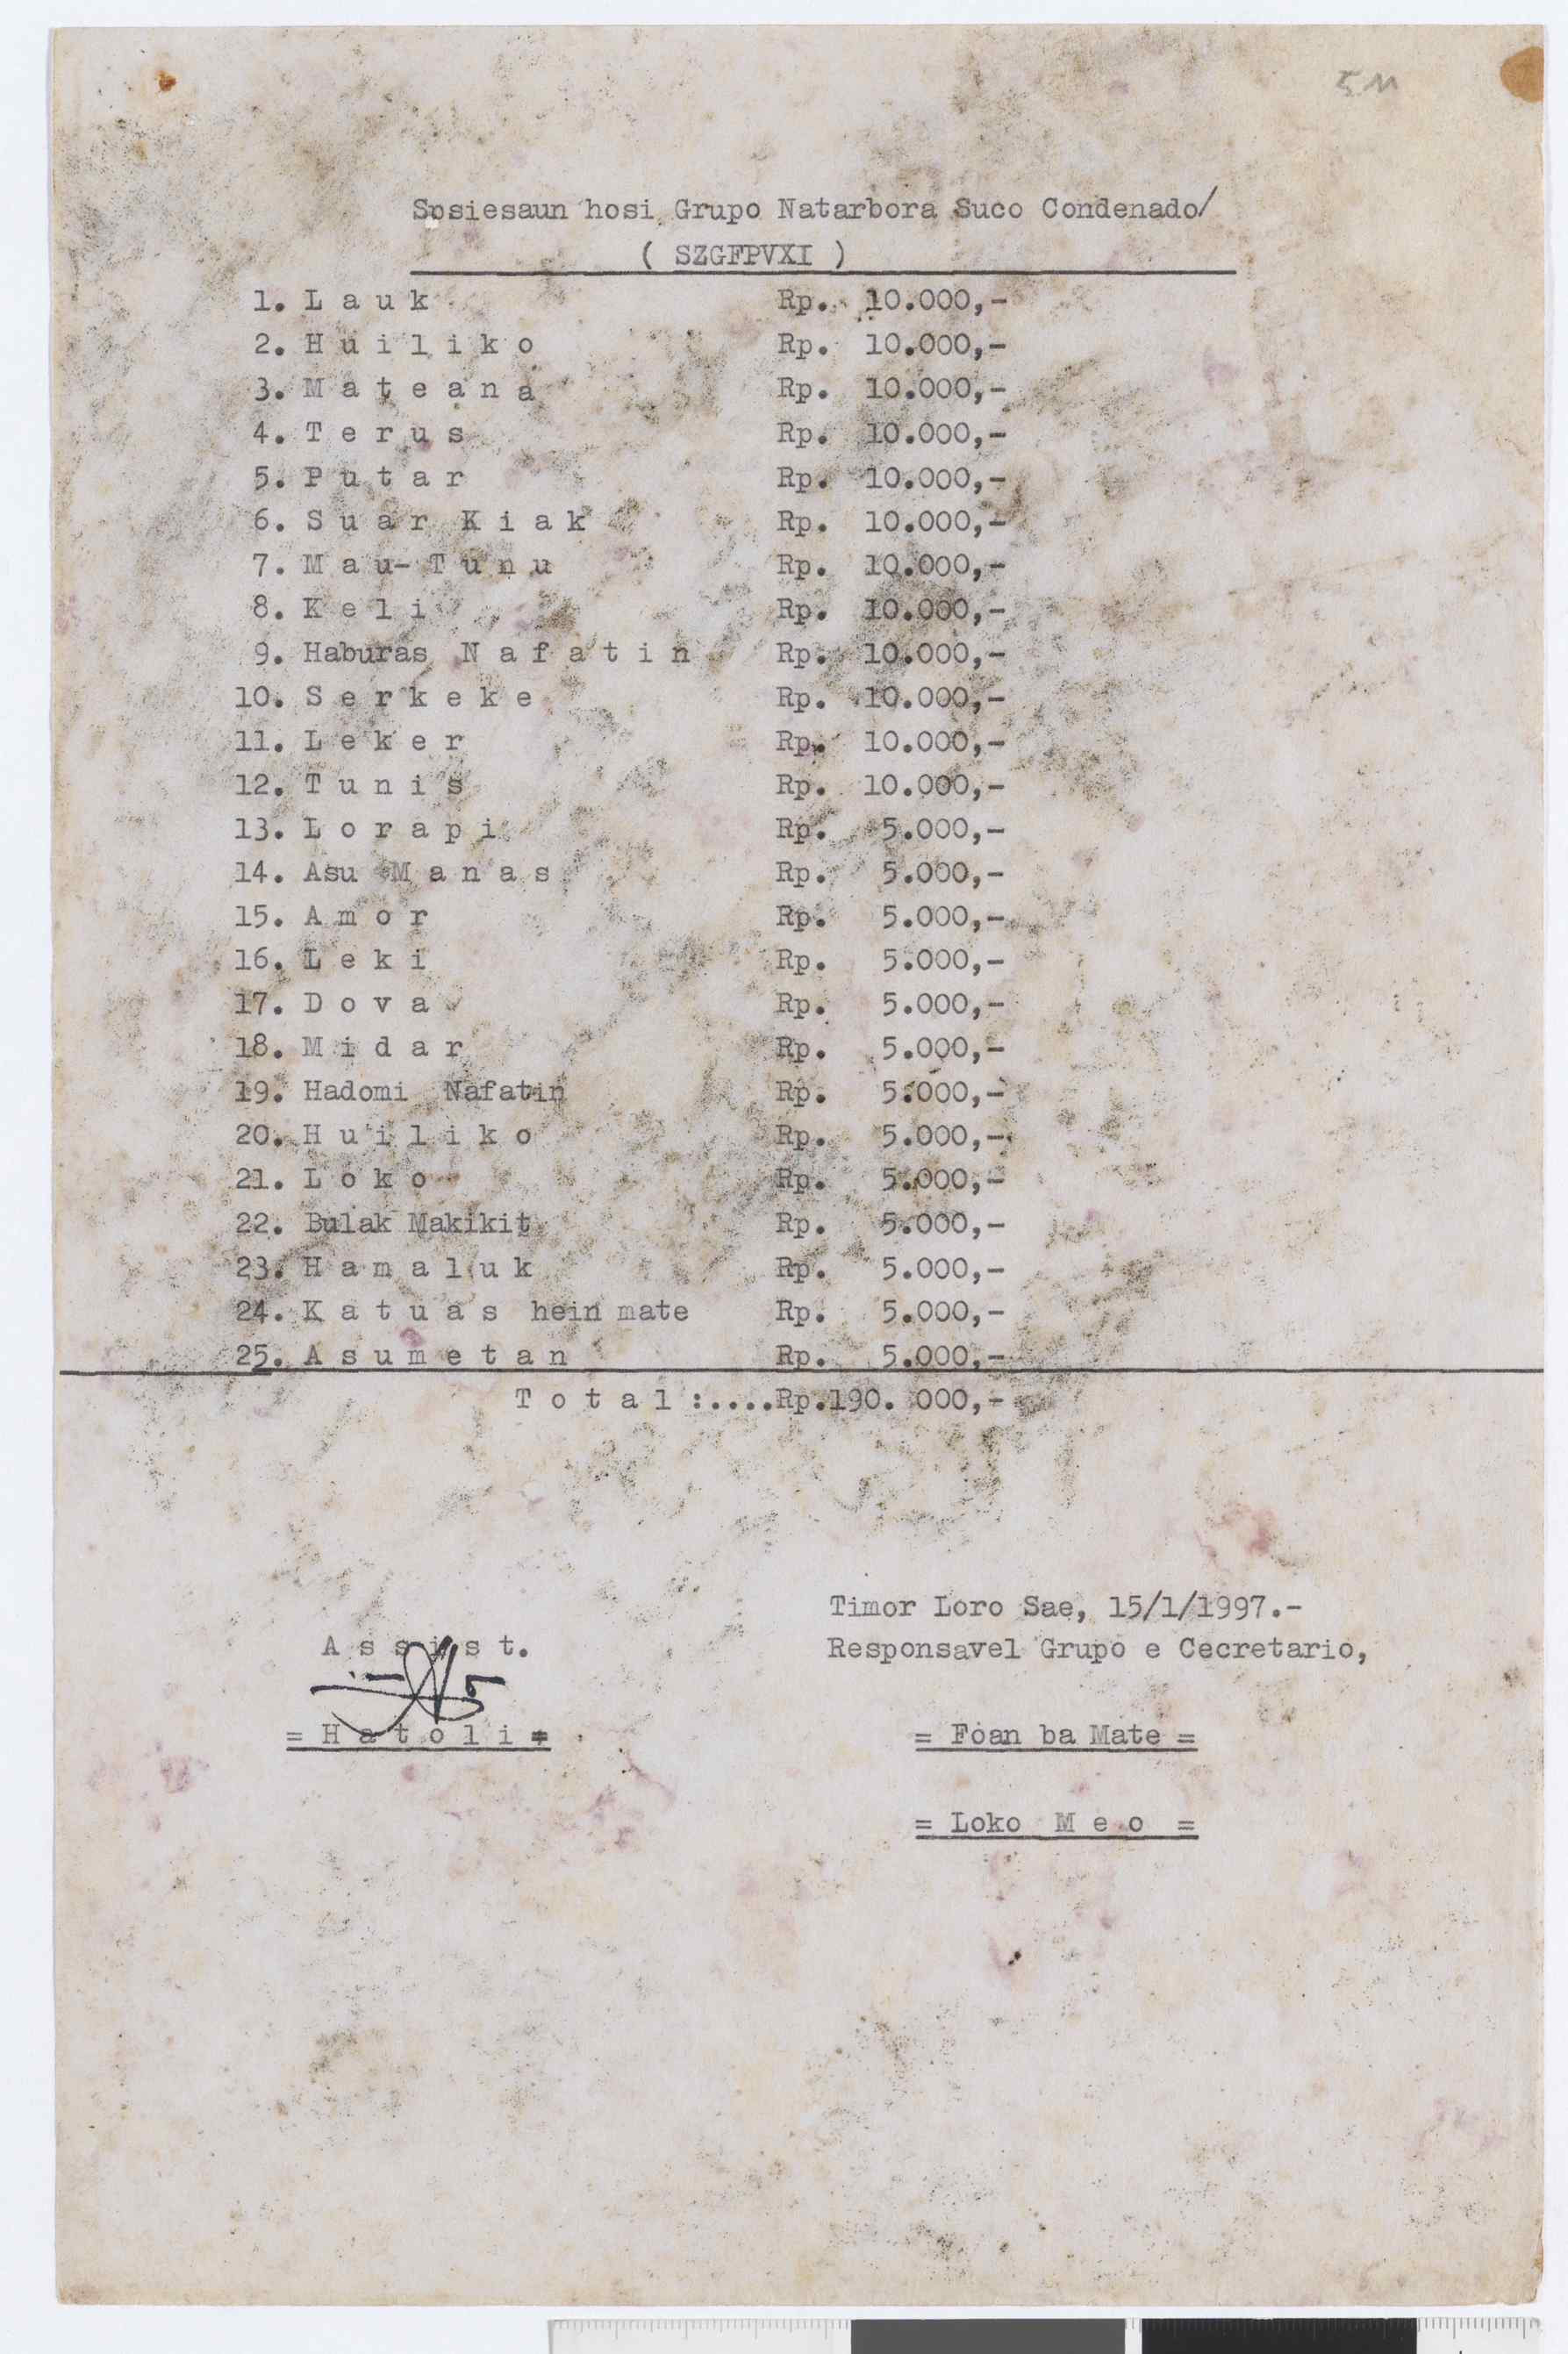 Sosiesaun hosi Grupo Natarbora Suco Condenado/
( SZGFPVXI )
1. L a u k Rp. 10.000,-
2. H u i l i k o Rp. 10.000,-
3. M a t e a n a Rp. 10.000,-
4. T e r u s Rp. 10.000,-
5. P u t a r Rp. 10.000,-
6. S u a r K i a k Rp. 10.000,-
7. M a u- T u n u Rp. 10.000,-
8. K e l i Rp. 10.000,-
9. Haburas N a f a t i n Rp. 10.000,-
10. S e r k e k e Rp. 10.000,-
11. L e k e r Rp. 10.000,-
12. T u n i s Rp. 10.000,-
13. L o r a p i Rp. 5.000,-
14. Asu M a n a s Rp. 5.000,-
15. A m o r Rp. 5.000,-
16. L e k i Rp. 5.000,-
17. D o v a Rp. 5.000,-
18. M i d a r Rp. 5.000,-
19. Hadomi Nafatin Rp. 5.000,-
20. H u i l i k o Rp. 5.000,-
21. L o k o Rp. 5.000,-
22. Bulak Makikit Rp. 5.000,-
23. H a m a l u k Rp. 5.000,-
24. K a t u a s hein mate Rp. 5.000,-
25. A s u m e t a n Rp. 5.000,-
T o t a l :....Rp.190. 000,-
Timor Loro Sae, 15/1/1997.-
A s s i s t. Responsavel Grupo e Cecretario,
= H a t o l i = = Foan ba Mate =
= Loko M e o =